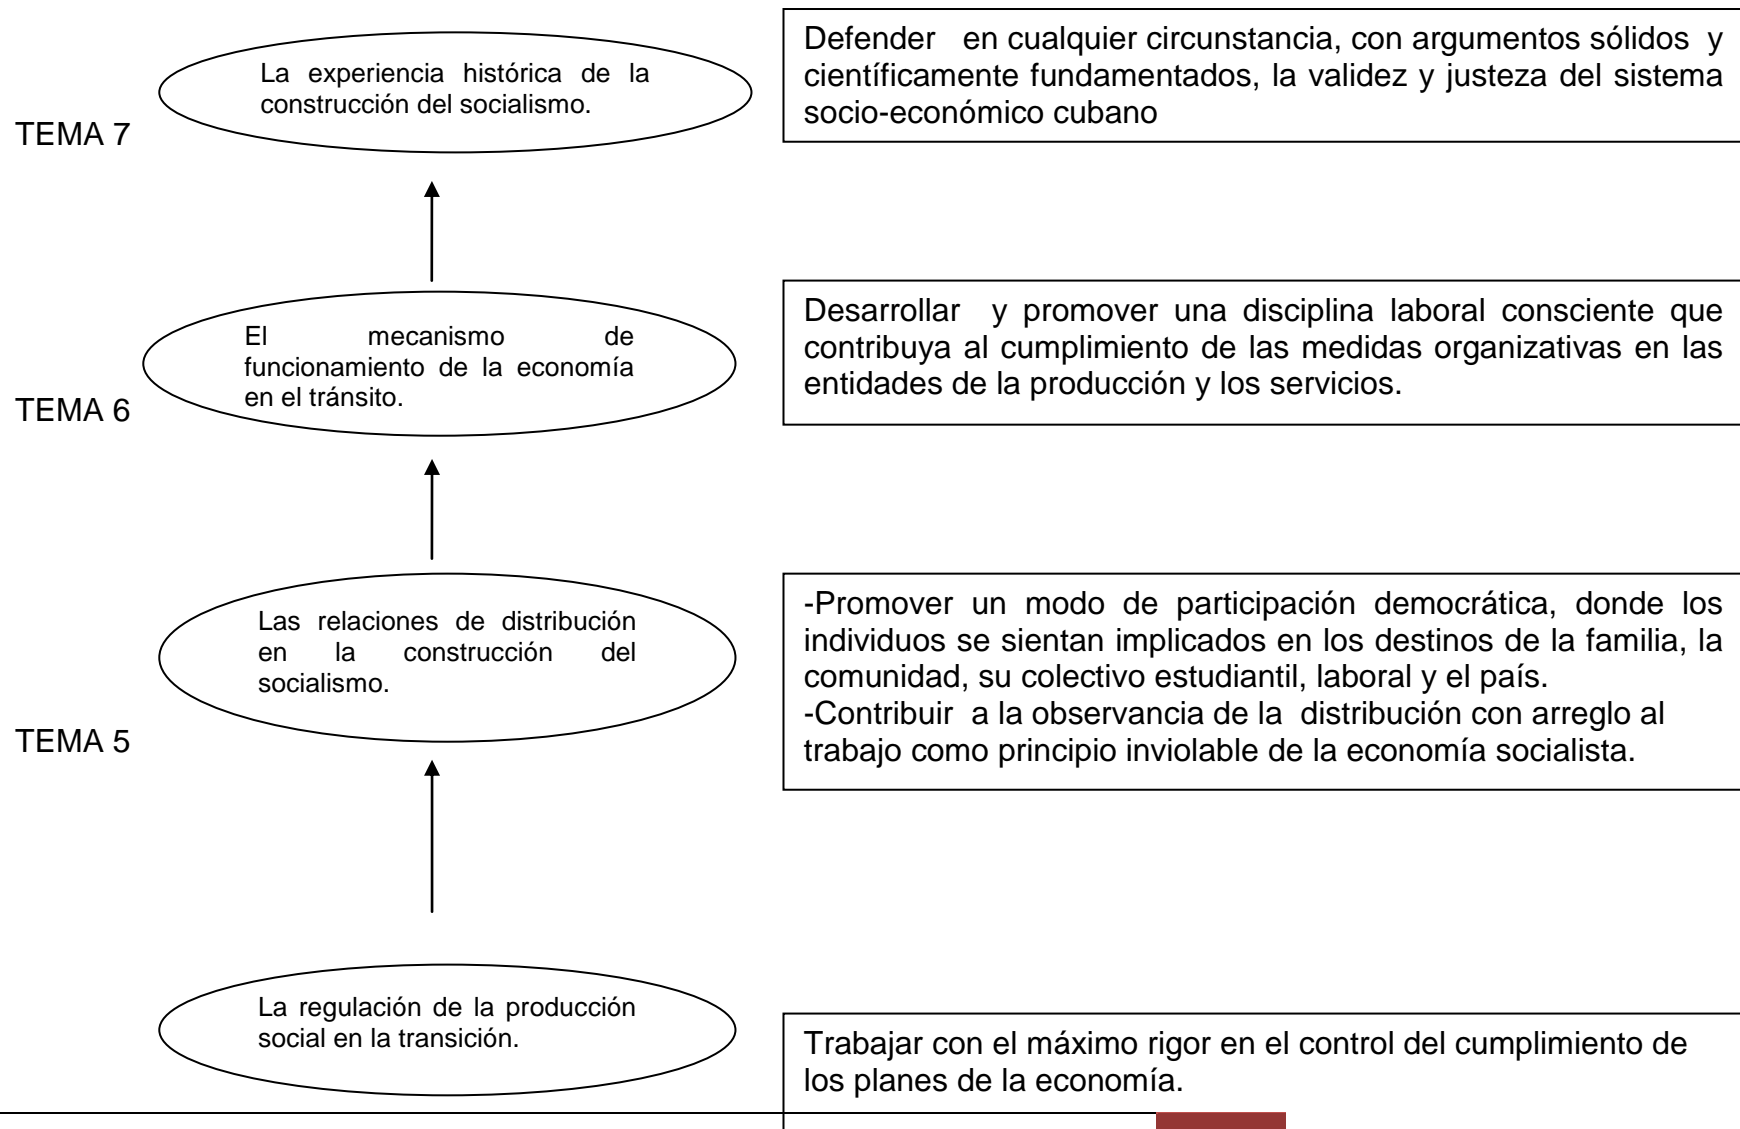 La experiencia histórica de la
construcción del socialismo.
TEMA 7
Defender en cualquier circunstancia, con argumentos sólidos y
científicamente fundamentados, la validez y justeza del sistema
socio-económico cubano
El mecanismo de
funcionamiento de la economía
en el tránsito.
TEMA 6
Desarrollar y promover una disciplina laboral consciente que
contribuya al cumplimiento de las medidas organizativas en las
entidades de la producción y los servicios.
Las relaciones de distribución
en la construcción del
socialismo.
TEMA 5
-Promover un modo de participación democrática, donde los
individuos se sientan implicados en los destinos de la familia, la
comunidad, su colectivo estudiantil, laboral y el país.
-Contribuir a la observancia de la distribución con arreglo al
trabajo como principio inviolable de la economía socialista.
La regulación de la producción
social en la transición.
Trabajar con el máximo rigor en el control del cumplimiento de
los planes de la economía.